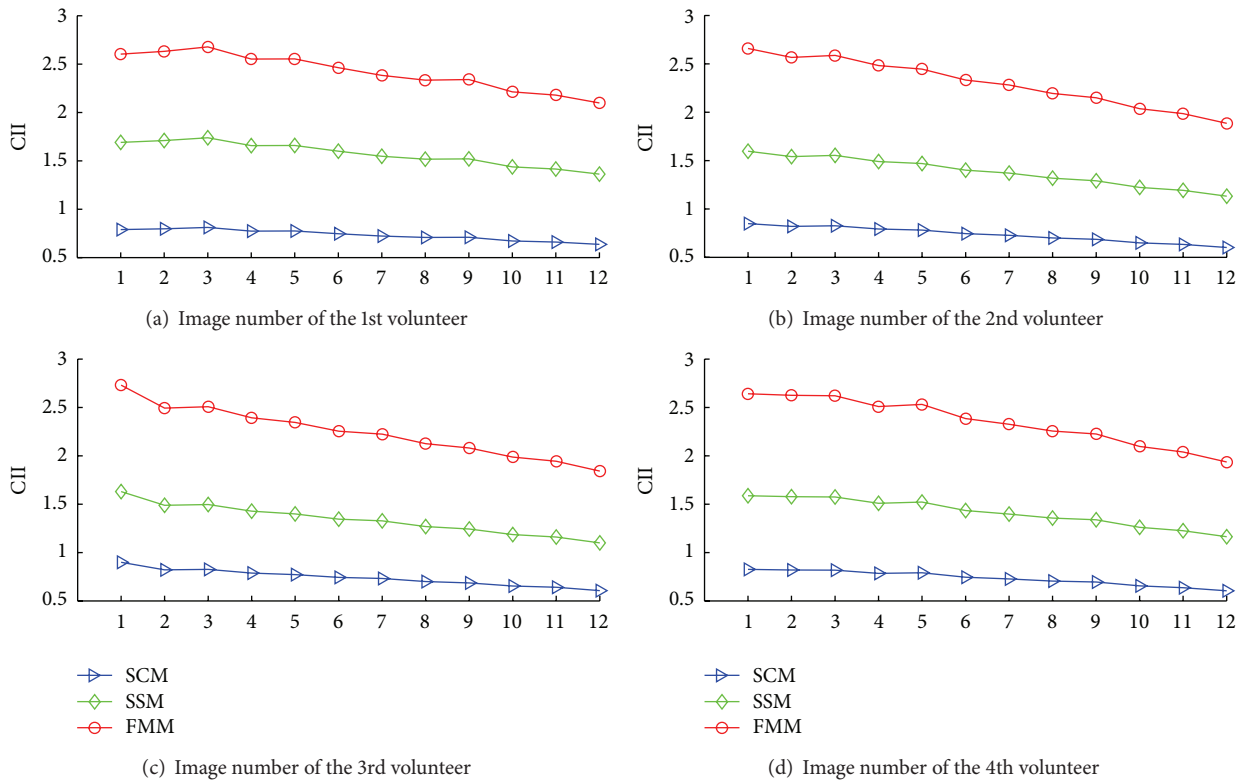 3
2.5
2
1.5
1
0.5
CII
1 2 3 4 5 6 7 8 9 10 11 12
(a) Image number of the 1st volunteer
3
2.5
2
1.5
1
0.5
CII
1 2 3 4 5 6 7 8 9 10 11 12
(b) Image number of the 2nd volunteer
3
2.5
2
1.5
1
0.5
CII
1 2 3 4 5 6 7 8 9 10 11 12
SCM
SSM
FMM
(c) Image number of the 3rd volunteer
3
2.5
2
1.5
1
0.5
CII
1 2 3 4 5 6 7 8 9 10 11 12
SCM
SSM
FMM
(d) Image number of the 4th volunteer